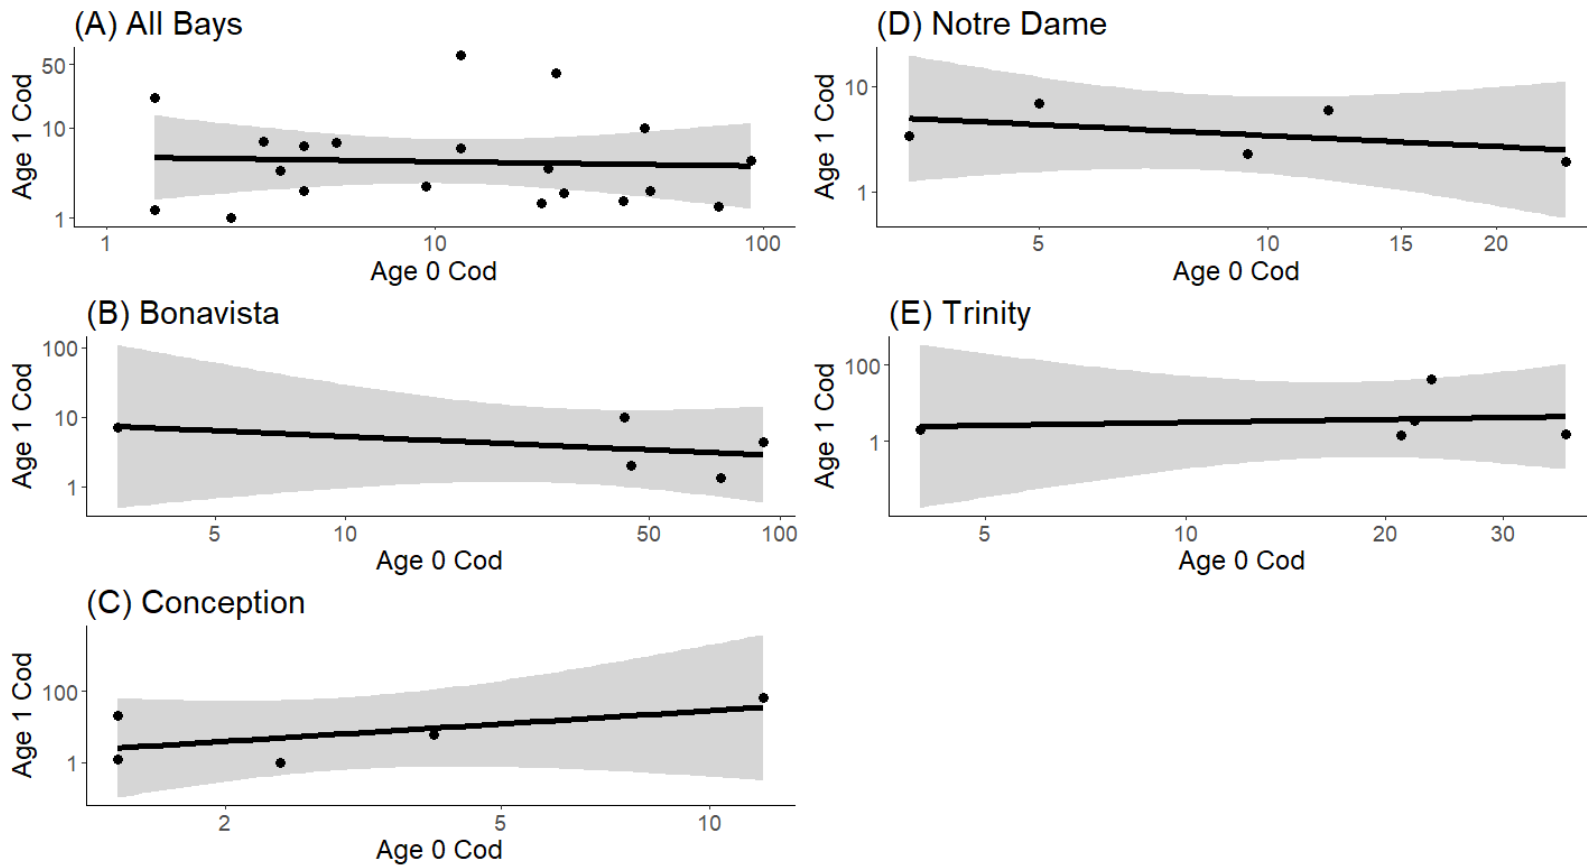 (A) All Bays
50
10
1
Age 1 Cod
1 10 100
Age 0 Cod
(B) Bonavista
100
10
1
Age 1 Cod
5 10 50 100
Age 0 Cod
(C) Conception
100
1
Age 1 Cod
2 5 10
Age 0 Cod
(D) Notre Dame
10
1
Age 1 Cod
5 10 15 20
Age 0 Cod
(E) Trinity
100
1
Age 1 Cod
5 10 20 30
Age 0 Cod